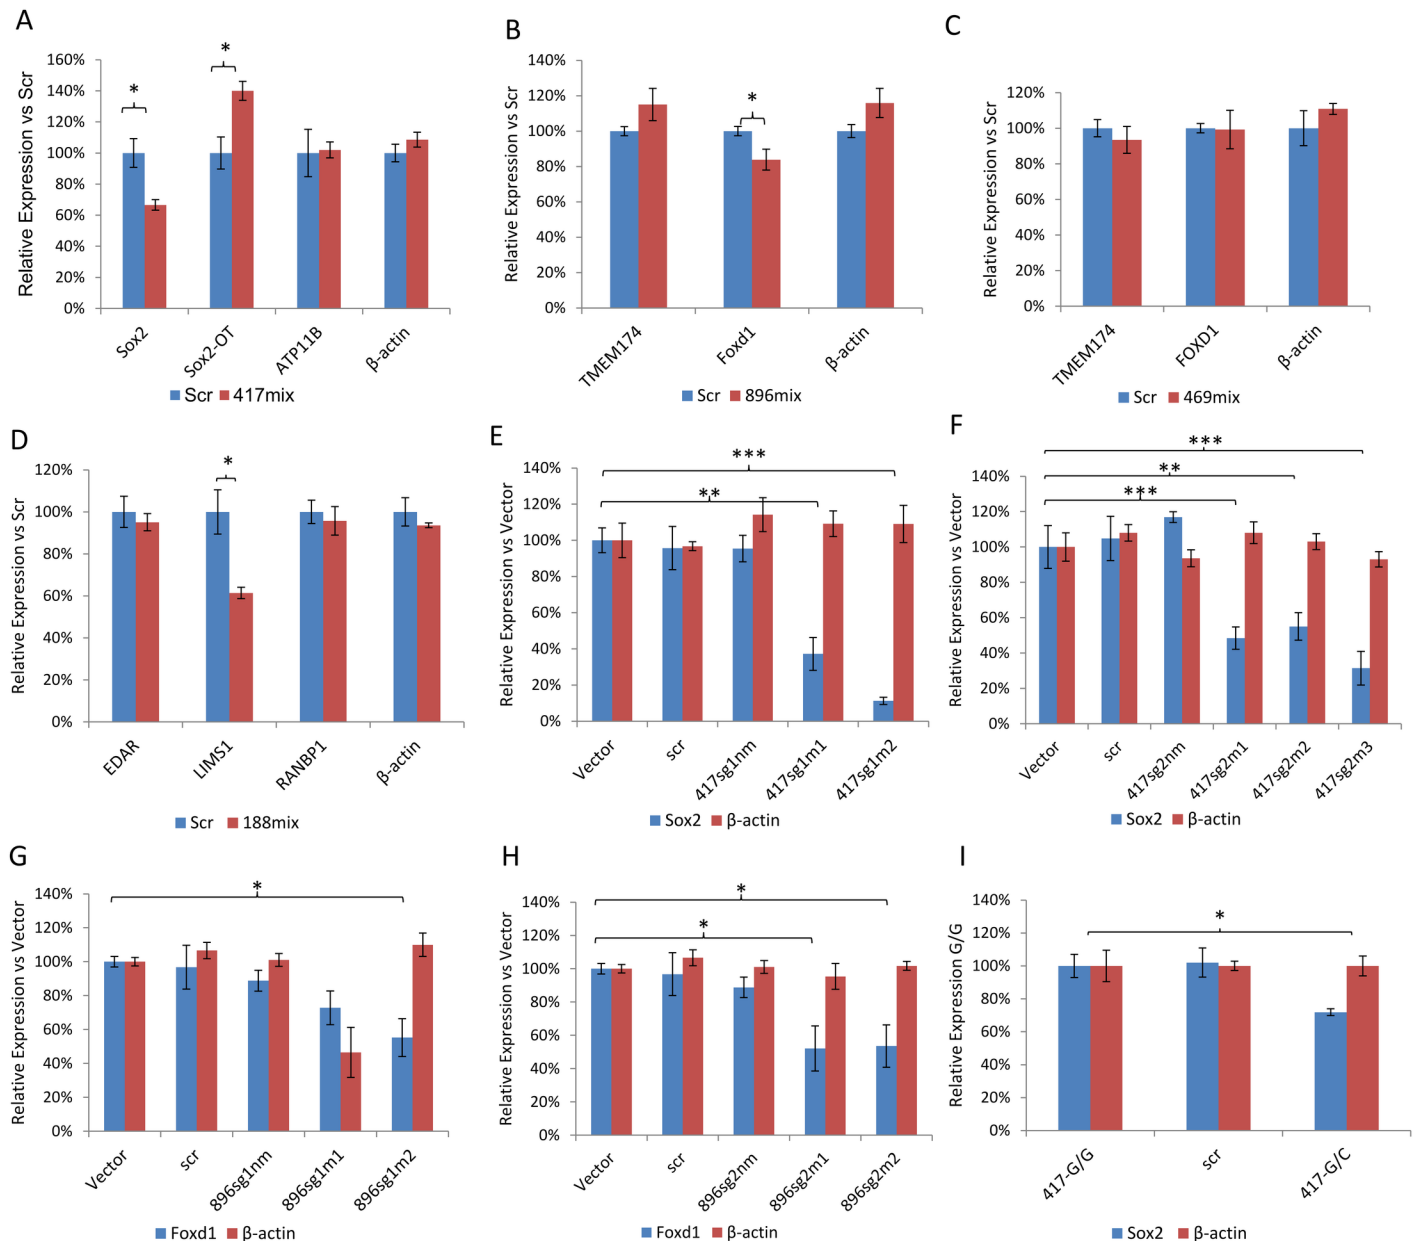 A
Relative Expression vs Scr
160%
140%
120%
100%
80%
60%
40%
20%
0%
*
*
Sox2
Sox2-OT
ATP11B
β-actin
Scr 417mix
B
Relative Expression vs Scr
140%
120%
100%
80%
60%
40%
20%
0%
*
TMEM174
Foxd1
β-actin
Scr 896mix
C
Relative Expression vs Scr
120%
100%
80%
60%
40%
20%
0%
TMEM174
FOXD1
β-actin
Scr 469mix
D
Relative Expression vs Scr
120%
100%
80%
60%
40%
20%
0%
*
EDAR
LIMS1
RANBP1
β-actin
Scr 188mix
E
Relative Expression vs Vector
140%
120%
100%
80%
60%
40%
20%
0%
***
**
Vector
scr
417sg1nm
417sg1m1
417sg1m2
Sox2 β-actin
F
Relative Expression vs Vector
140%
120%
100%
80%
60%
40%
20%
0%
***
**
***
Vector
scr
417sg2nm
417sg2m1
417sg2m2
417sg2m3
Sox2 β-actin
G
Relative Expression vs Vector
140%
120%
100%
80%
60%
40%
20%
0%
*
Vector
scr
896sg1nm
896sg1m1
896sg1m2
Foxd1 β-actin
H
Relative Expression vs Vector
140%
120%
100%
80%
60%
40%
20%
0%
*
*
Vector
scr
896sg2nm
896sg2m1
896sg2m2
Foxd1 β-actin
I
Relative Expression G/G
140%
120%
100%
80%
60%
40%
20%
0%
*
417-G/G
scr
417-G/C
Sox2 β-actin